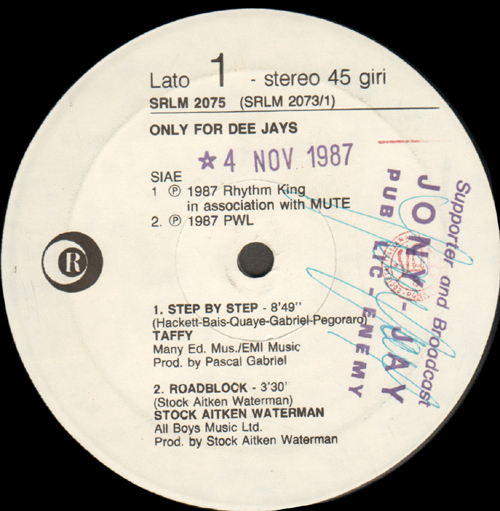 Lato 1 - stereo 45 giri
SRLM 2075 (SRLM 2073/1)
ONLY FOR DEE JAYS
★4 NOV. 1987
SIAE
1 Ⓟ 1987 Rhythm King
in association with MUTE
2. Ⓟ 1987 PWL
R
1. STEP BY STEP - 8'49''
(Hackett-Bais-Quaye-Gabriel-Pegoraro)
TAFFY
Many Ed. Mus./EMI Music
Prod. by Pascal Gabriel
2. ROADBLOCK - 3'30'
(Stock Aitken Waterman)
STOCK AITKEN WATERMAN
All Boys Music Ltd.
Prod. by Stock Aitken Waterman
Supporter and Broadcast
JONY - JAY
PUBLIC - ENEMY